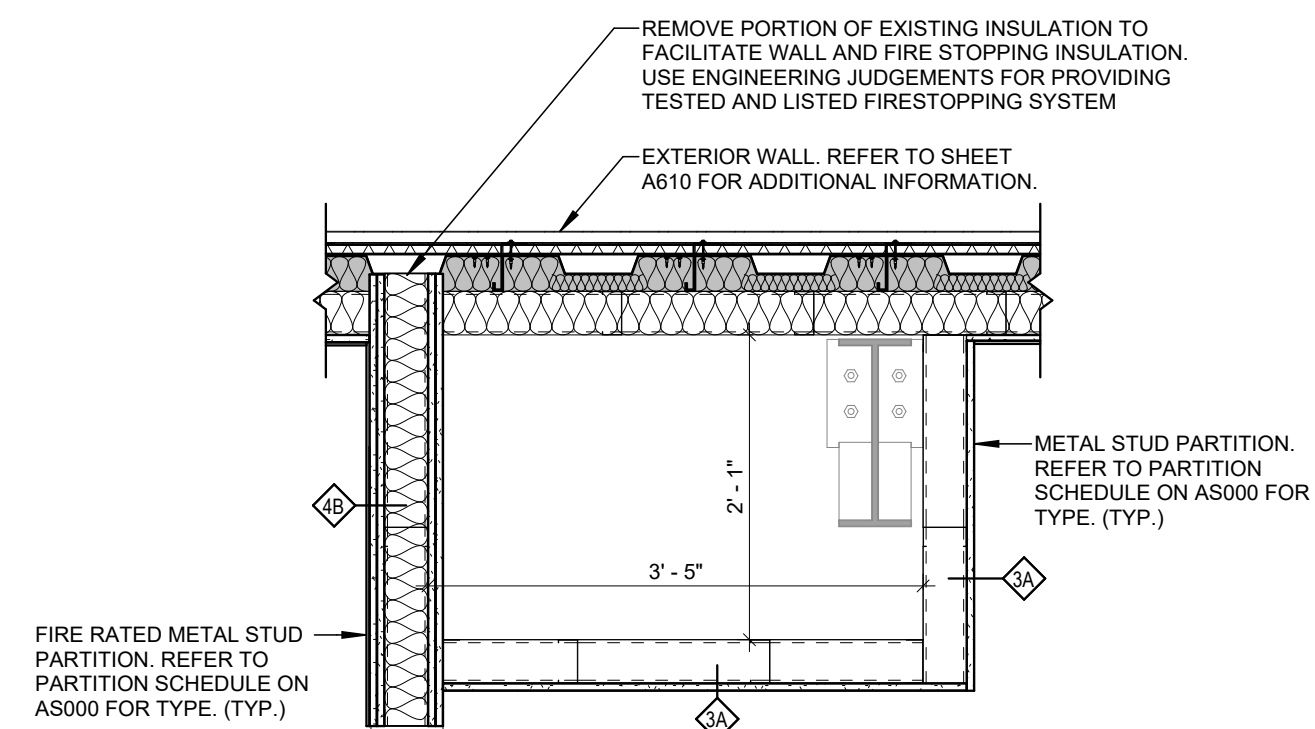 REMOVE PORTION OF EXISTING INSULATION TO
FACILITATE WALL AND FIRE STOPPING INSULATION.
USE ENGINEERING JUDGEMENTS FOR PROVIDING
TESTED AND LISTED FIRESTOPPING SYSTEM
EXTERIOR WALL. REFER TO SHEET
A610 FOR ADDITIONAL INFORMATION.
METAL STUD PARTITION.
REFER TO PARTITION
SCHEDULE ON AS000 FOR
TYPE. (TYP.)
4B
2' - 1"
3' - 5"
3A
FIRE RATED METAL STUD
PARTITION. REFER TO
PARTITION SCHEDULE ON
AS000 FOR TYPE. (TYP.)
3A